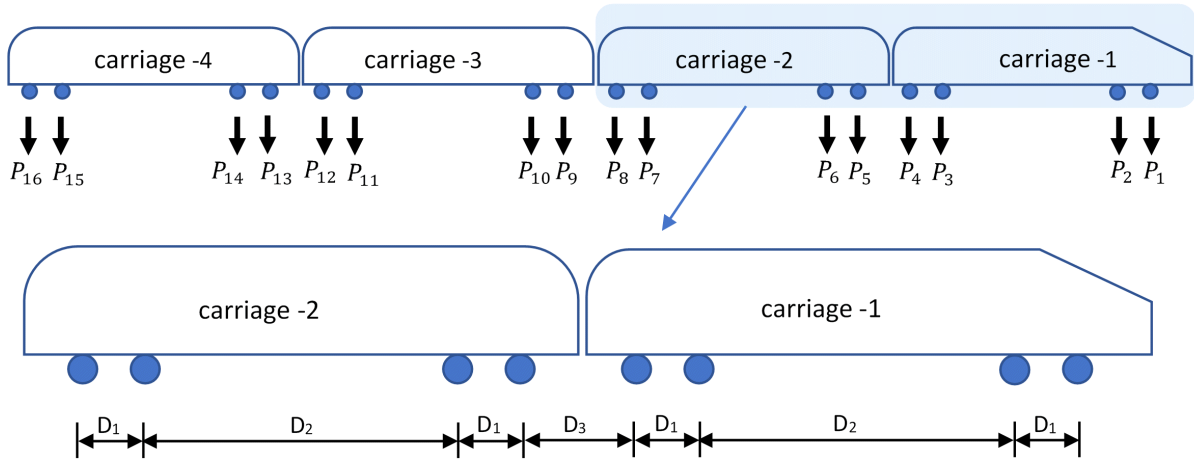 carriage -4 carriage -3 carriage -2 carriage -1
P₁₆ P₁₅ P₁₄ P₁₃ P₁₂ P₁₁ P₁₀ P₉ P₈ P₇ P₆ P₅ P₄ P₃ P₂ P₁
carriage -2 carriage -1
D₁ D₂ D₁ D₃ D₁ D₂ D₁